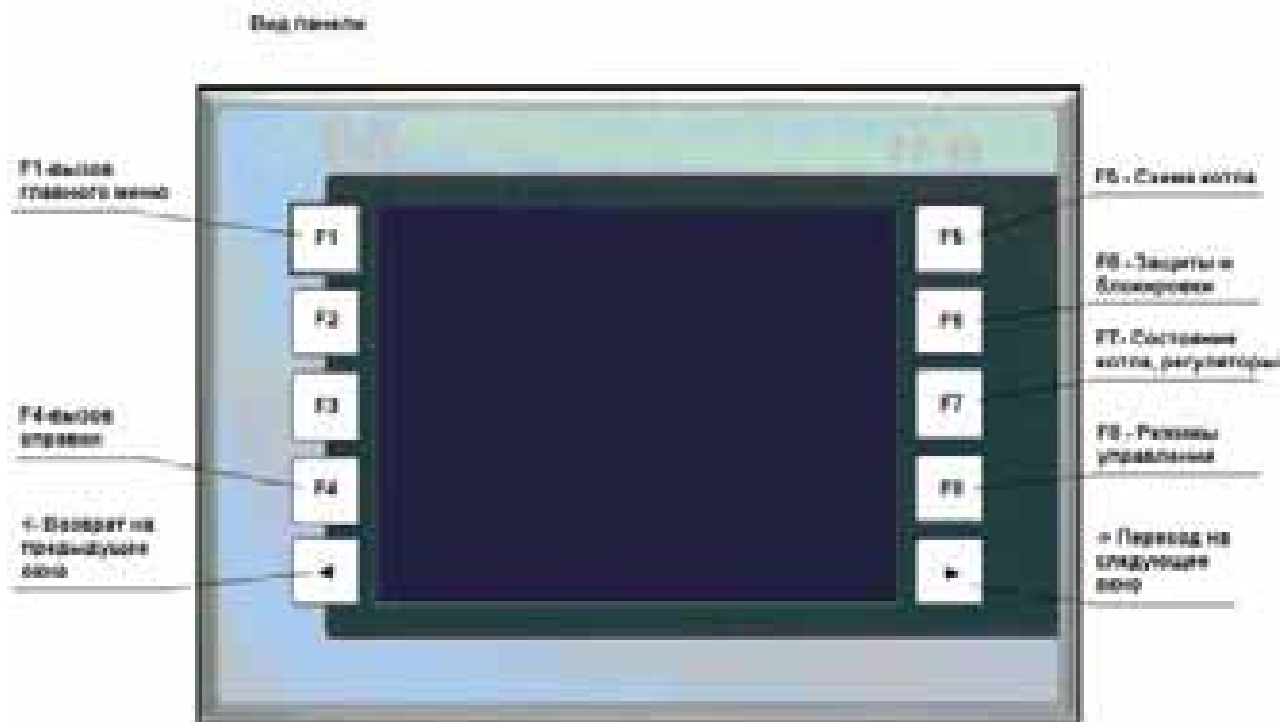 Вид панели
F1-вызов
главного меню
F4-вызов
справки
<- Возврат на
предыдущее
окно
F1
F2
F3
F4
◄
F5
F6
F7
F8
►
F5 - Схема котла
F6 - Защиты и
блокировки
F7- Состояние
котла, регуляторы
F8 - Режимы
управления
-> Переход на
следующее
окно